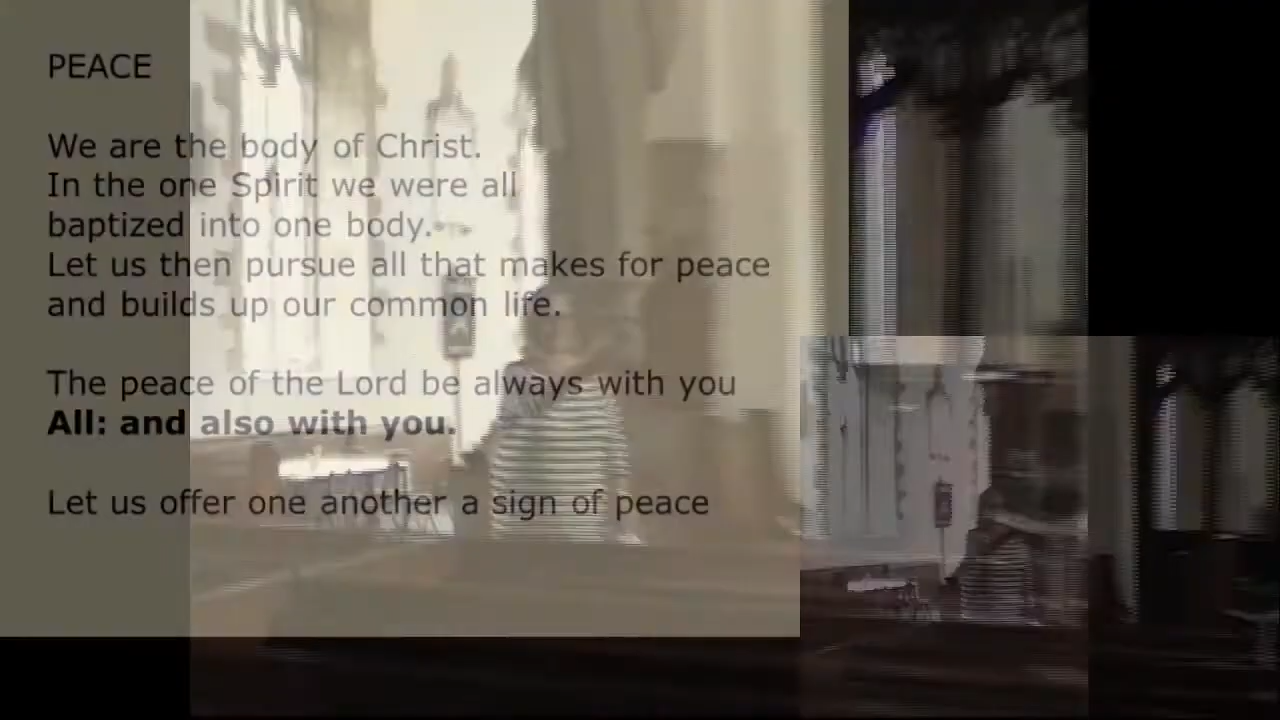 PEACE
We are the body of Christ.
In the one Spirit we were all
baptized into one body.
Let us then pursue all that makes for peace
and builds up our common life.
The peace of the Lord be always with you
All: and also with you.
Let us offer one another a sign of peace